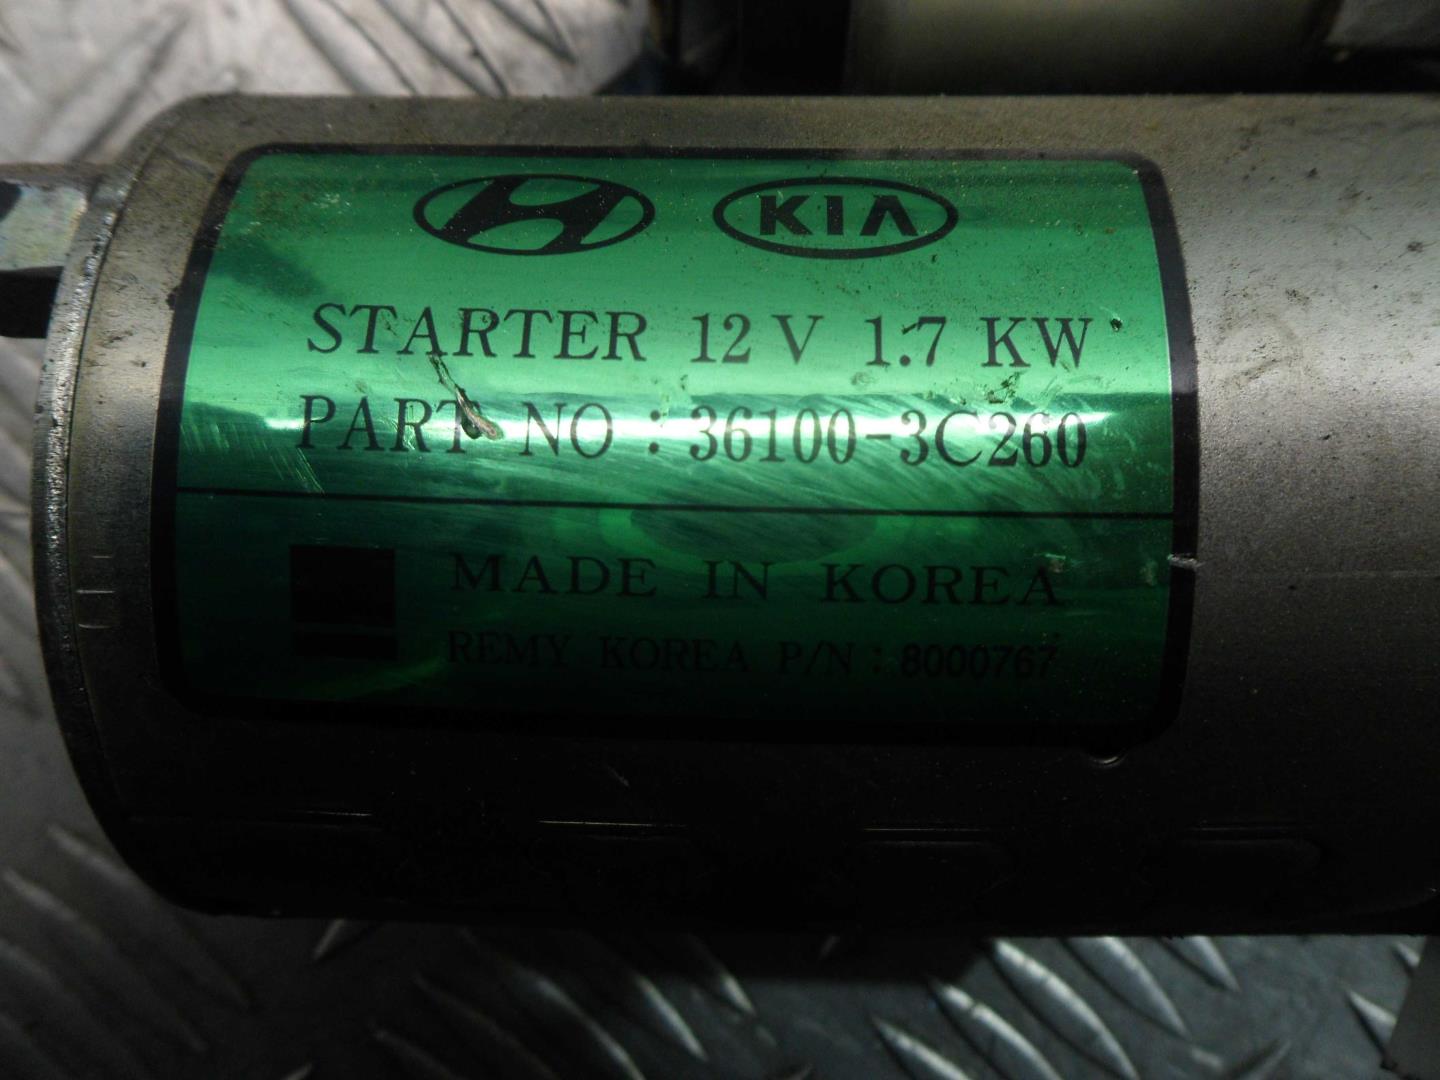 KIA
STARTER 12 V 1.7 KW
PART NO : 36100-3C260
MADE IN KOREA
REMY KOREA P/N : 8000767